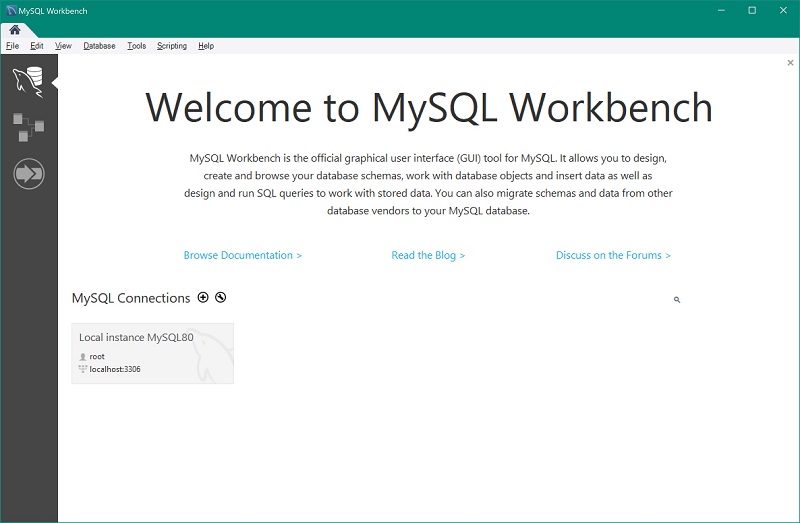 MySQL Workbench
File Edit View Database Tools Scripting Help
Welcome to MySQL Workbench
MySQL Workbench is the official graphical user interface (GUI) tool for MySQL. It allows you to design,
create and browse your database schemas, work with database objects and insert data as well as
design and run SQL queries to work with stored data. You can also migrate schemas and data from other
database vendors to your MySQL database.
Browse Documentation > Read the Blog > Discuss on the Forums >
MySQL Connections
Local instance MySQL80
root
localhost:3306